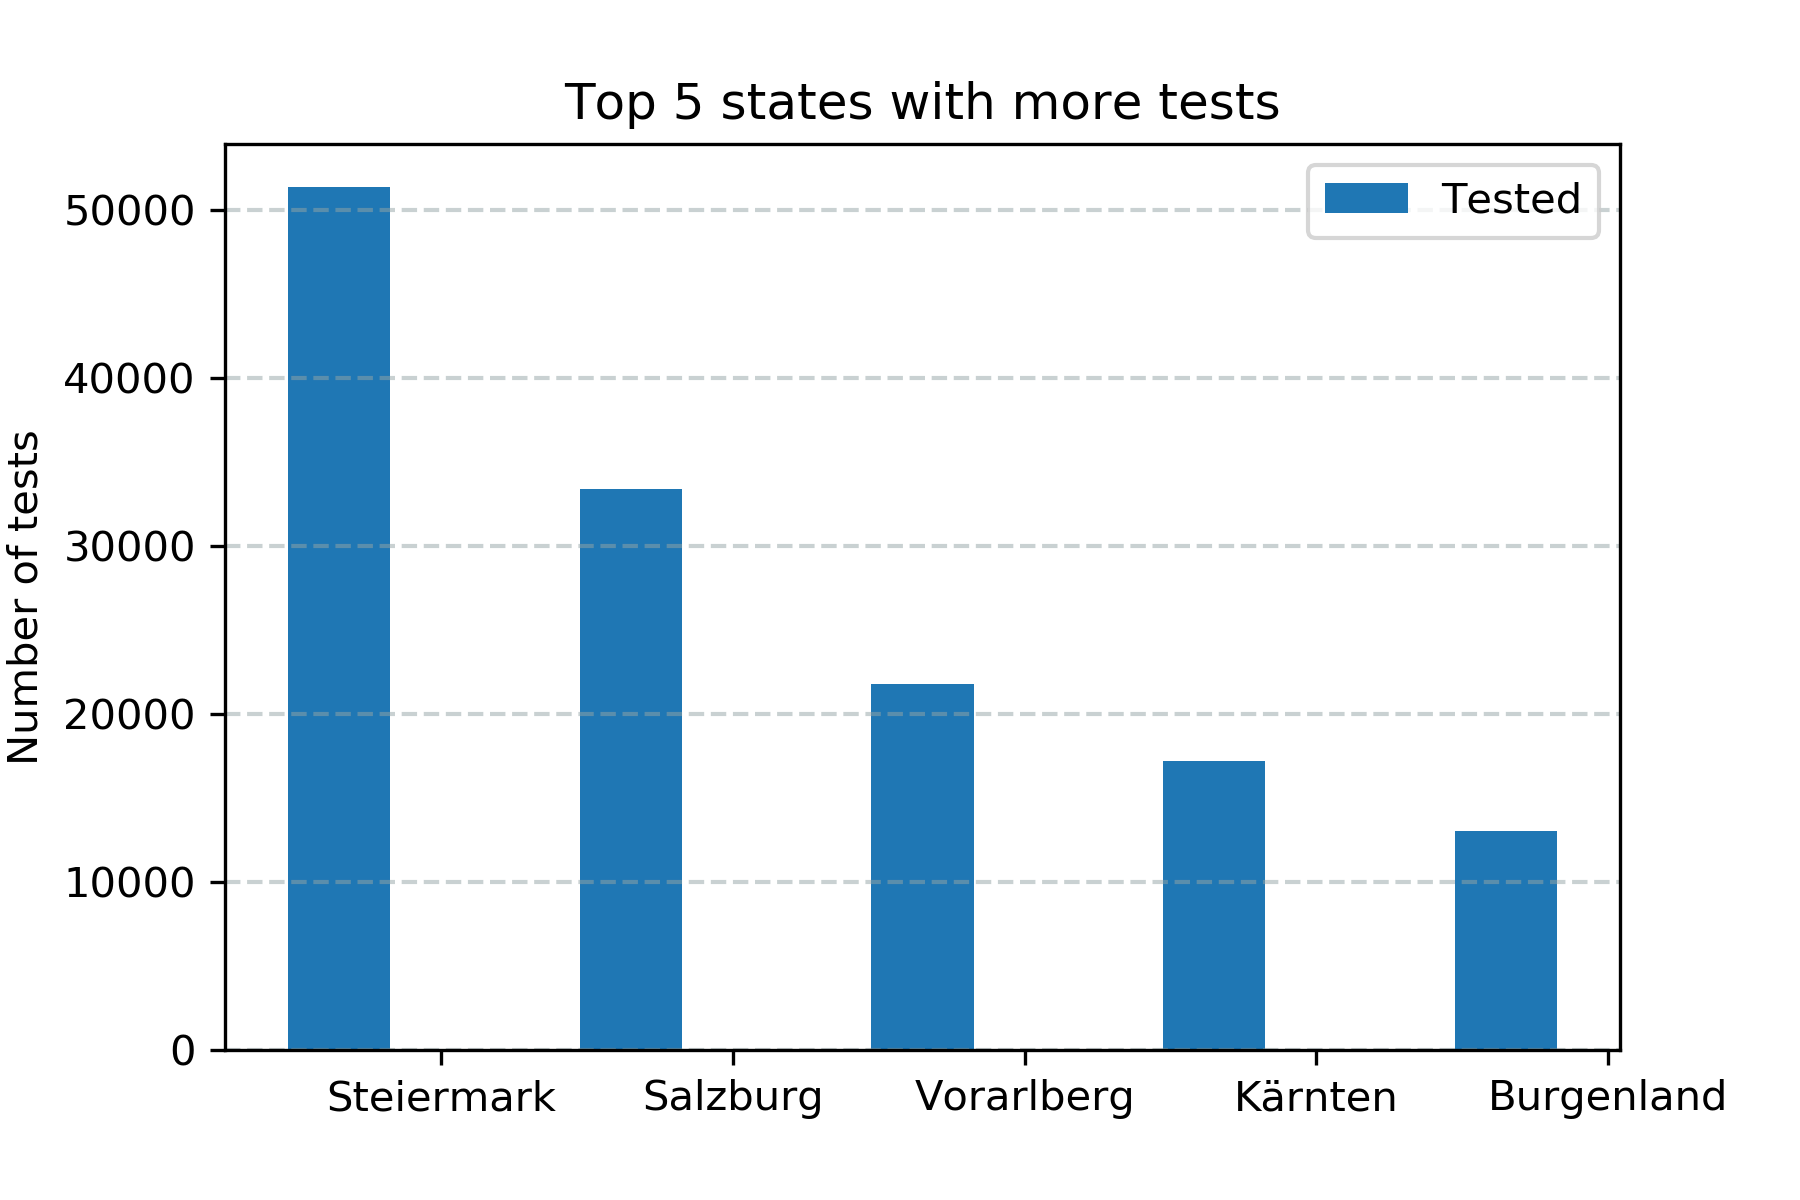 Top 5 states with more tests
Tested
Number of tests
50000
40000
30000
20000
10000
0
Steiermark Salzburg Vorarlberg Kärnten Burgenland